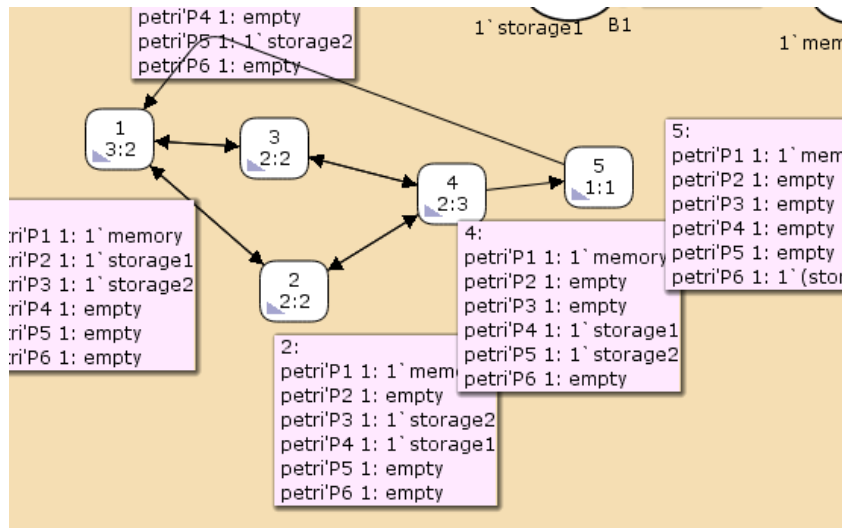 petri'P4 1: empty
petri'P5 1: 1`storage2
petri'P6 1: empty
1`storage1
B1
1`mem
1
3:2
3
2:2
4
2:3
5
1:1
2
2:2
5:
petri'P1 1: 1`mem
petri'P2 1: empty
petri'P3 1: empty
petri'P4 1: empty
petri'P5 1: empty
petri'P6 1: 1`(stor
tri'P1 1: 1`memory
tri'P2 1: 1`storage1
tri'P3 1: 1`storage2
tri'P4 1: empty
tri'P5 1: empty
tri'P6 1: empty
4:
petri'P1 1: 1`memory
petri'P2 1: empty
petri'P3 1: empty
petri'P4 1: 1`storage1
petri'P5 1: 1`storage2
petri'P6 1: empty
2:
petri'P1 1: 1`mem
petri'P2 1: empty
petri'P3 1: 1`storage2
petri'P4 1: 1`storage1
petri'P5 1: empty
petri'P6 1: empty